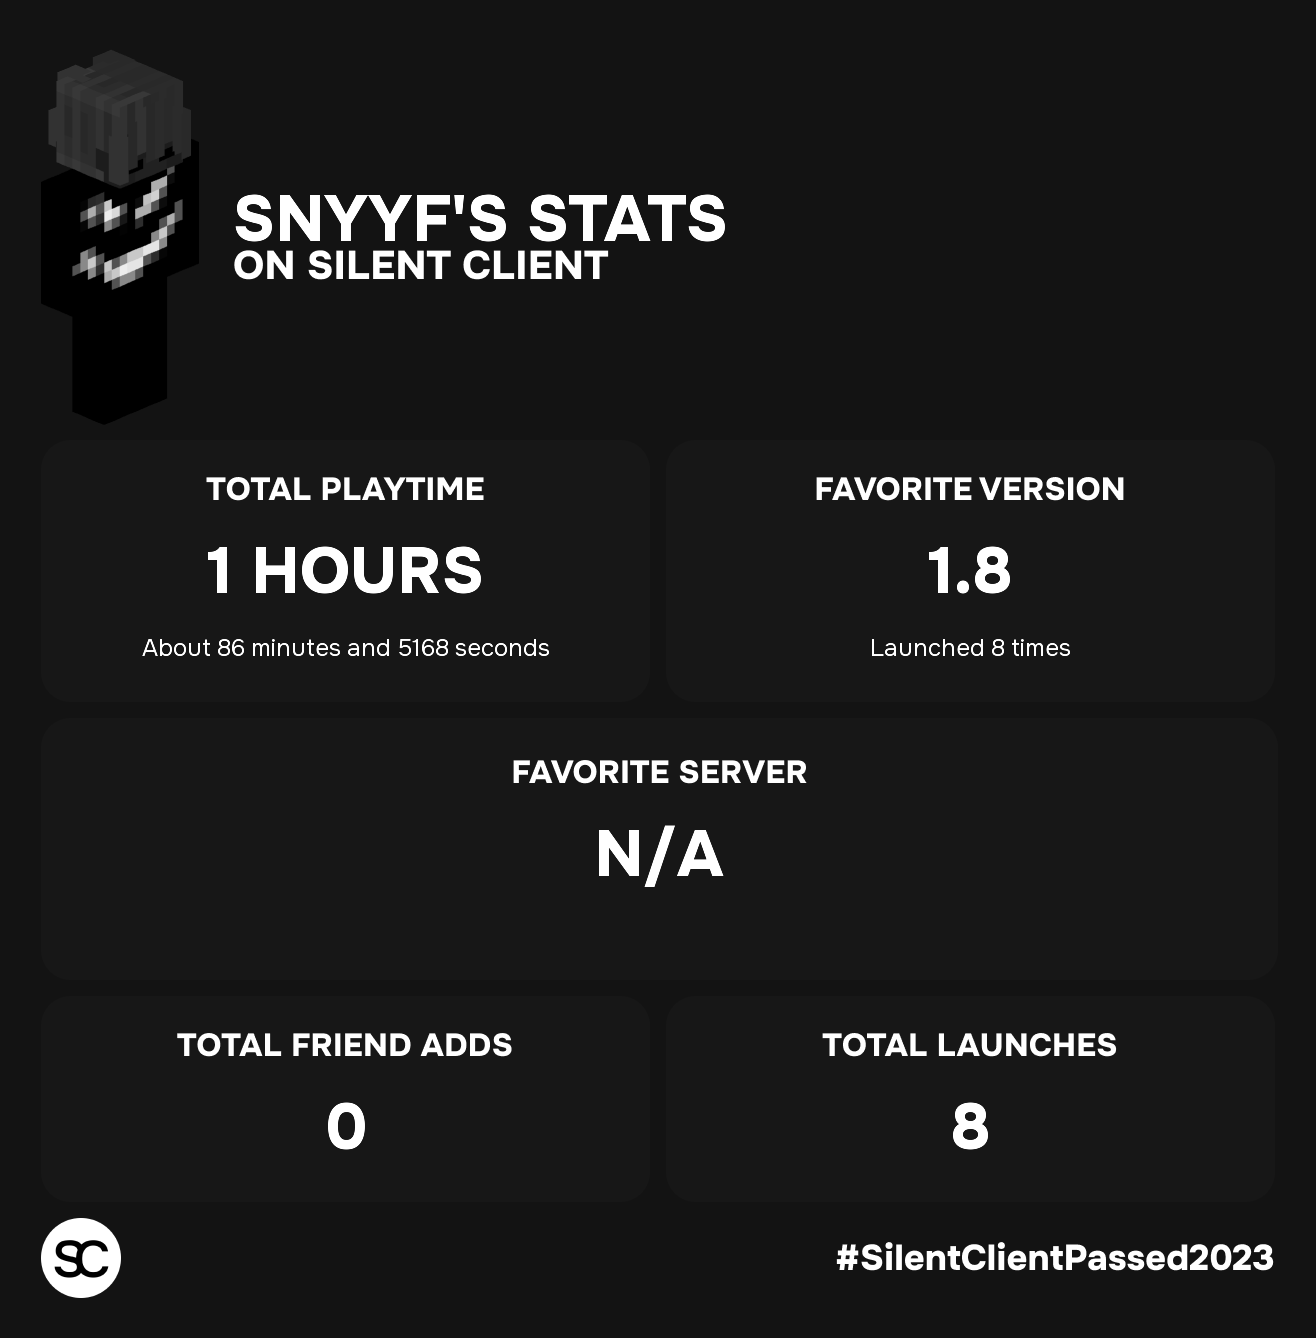 SNYYF'S STATS
ON SILENT CLIENT
TOTAL PLAYTIME
1 HOURS
About 86 minutes and 5168 seconds
FAVORITE VERSION
1.8
Launched 8 times
FAVORITE SERVER
N/A
TOTAL FRIEND ADDS
0
TOTAL LAUNCHES
8
SC
#SilentClientPassed2023